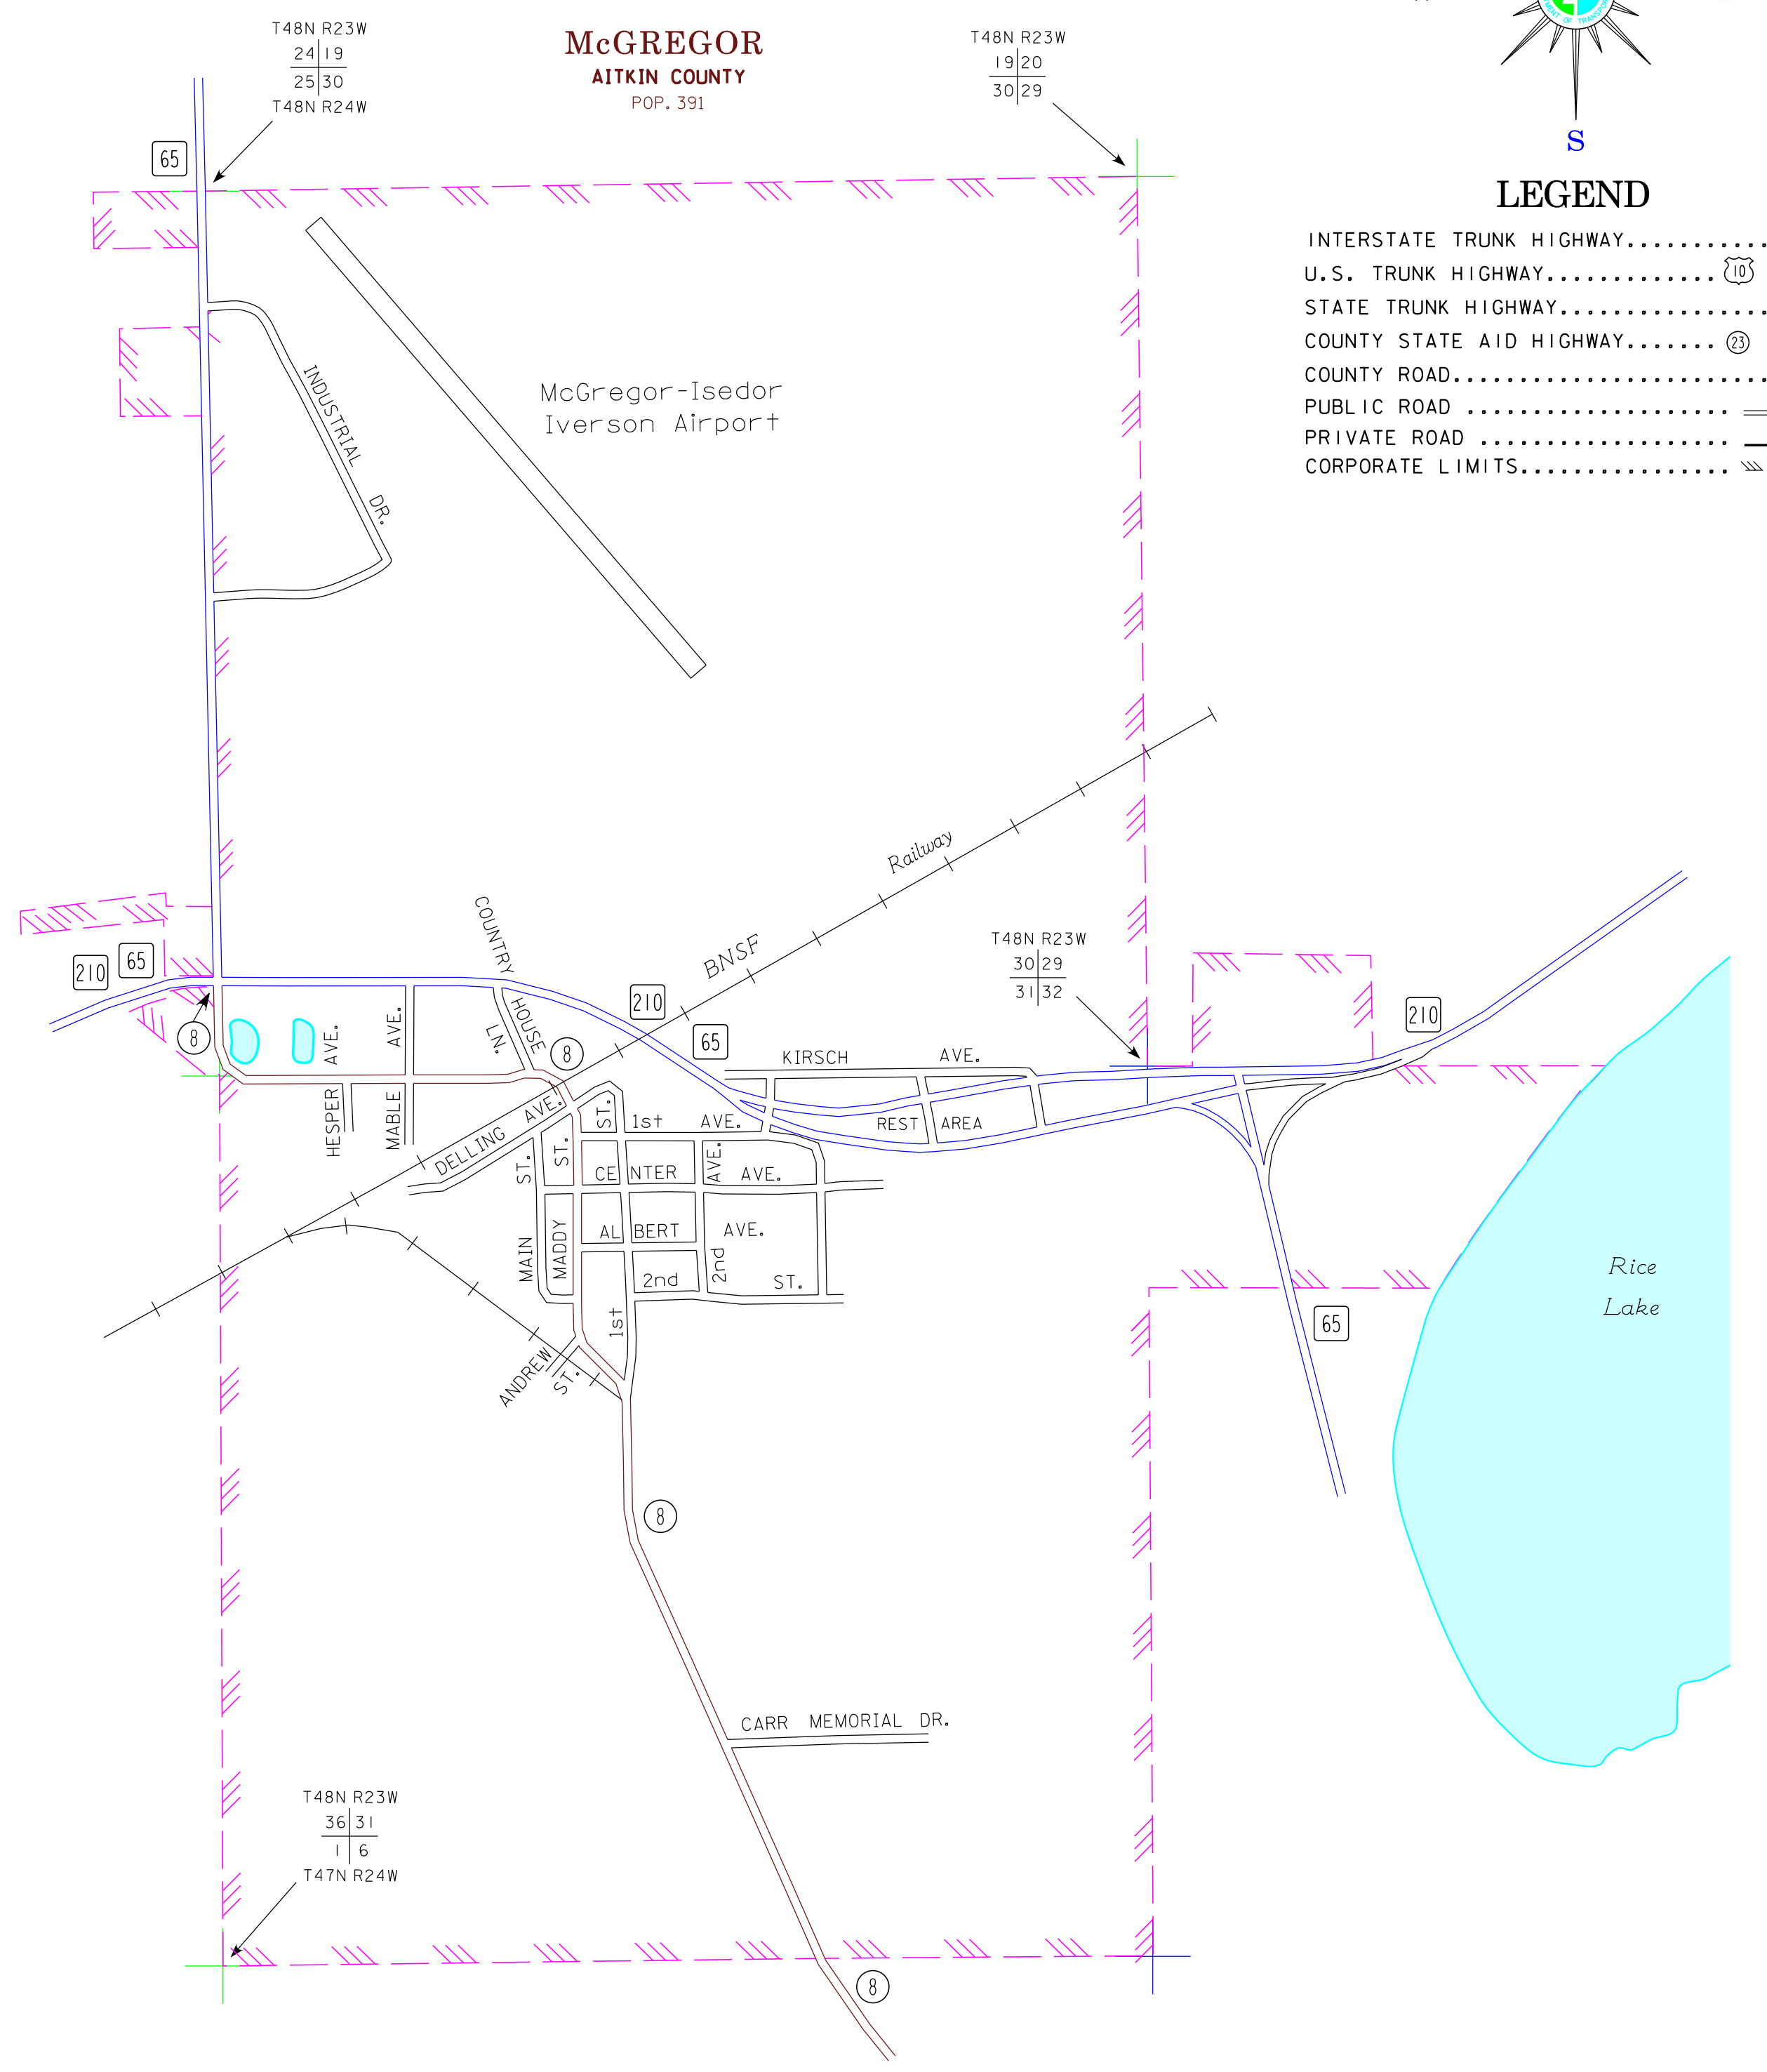 T48N R23W
24 19
25 30
T48N R24W
McGREGOR
AITKIN COUNTY
POP. 391
T48N R23W
19 20
30 29
S
LEGEND
INTERSTATE TRUNK HIGHWAY...........
U.S. TRUNK HIGHWAY............. 10
STATE TRUNK HIGHWAY................
COUNTY STATE AID HIGHWAY....... 23
COUNTY ROAD........................
PUBLIC ROAD ....................
PRIVATE ROAD ...................
CORPORATE LIMITS................
65
INDUSTRIAL DR.
McGregor-Isedor
Iverson Airport
BNSF Railway
COUNTRY HOUSE LN.
T48N R23W
30 29
31 32
210
65
8
210
65
210
HESPER AVE.
MABLE AVE.
8
KIRSCH AVE.
DELLING AVE.
1st AVE.
REST AREA
CENTER AVE.
ALBERT AVE.
2nd ST.
MAIN ST.
MADDY ST.
1st ST.
2nd AVE.
ANDREW ST.
65
Rice
Lake
8
CARR MEMORIAL DR.
T48N R23W
36 31
1 6
T47N R24W
8